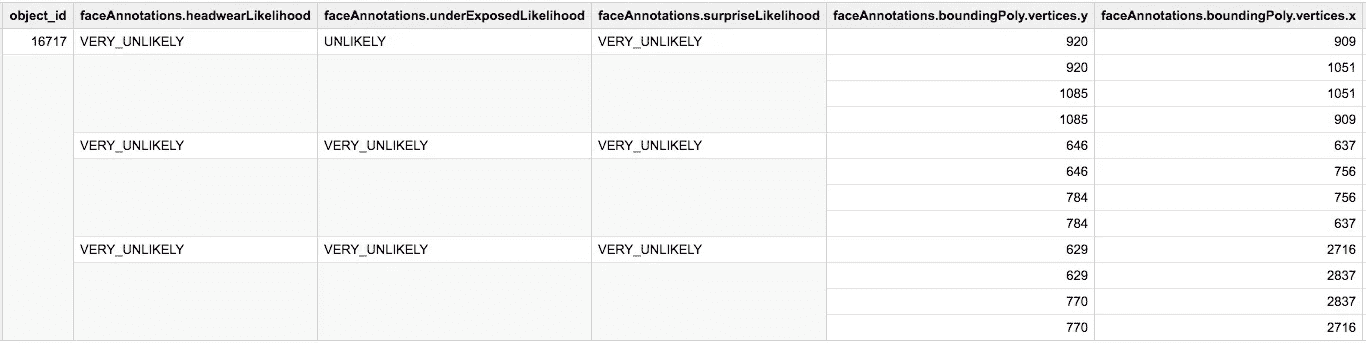 object_id faceAnnotations.headwearLikelihood faceAnnotations.underExposedLikelihood faceAnnotations.surpriseLikelihood faceAnnotations.boundingPoly.vertices.y faceAnnotations.boundingPoly.vertices.x
16717 VERY_UNLIKELY UNLIKELY VERY_UNLIKELY 920 909
920 1051
1085 1051
1085 909
VERY_UNLIKELY VERY_UNLIKELY VERY_UNLIKELY 646 637
646 756
784 756
784 637
VERY_UNLIKELY VERY_UNLIKELY VERY_UNLIKELY 629 2716
629 2837
770 2837
770 2716